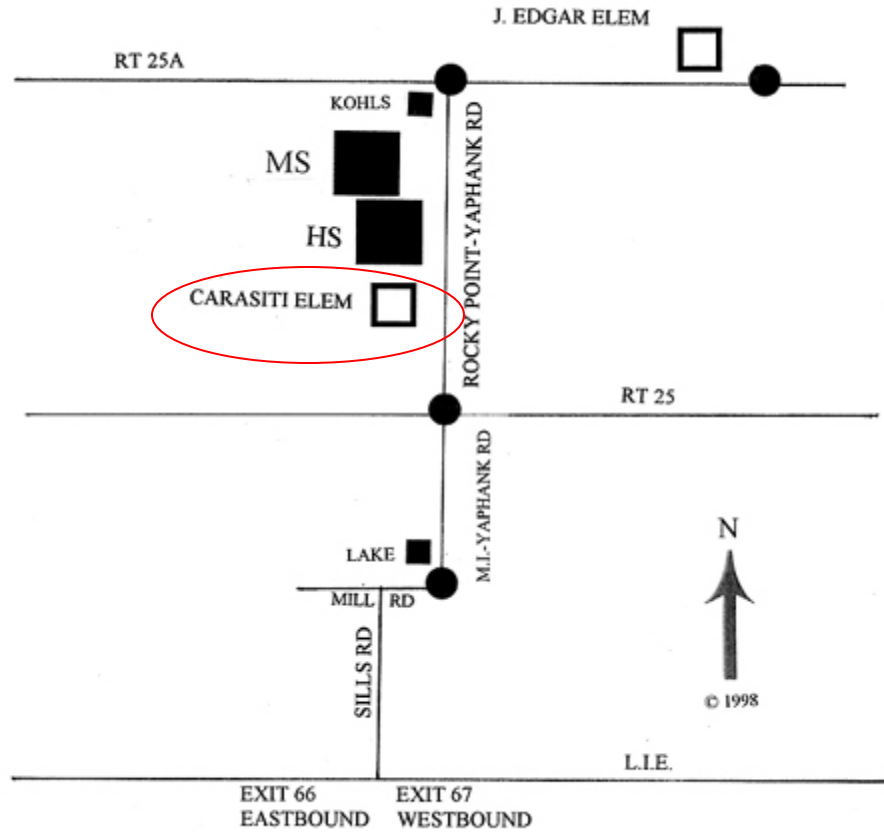 J. EDGAR ELEM
RT 25A
KOHLS
MS
HS
ROCKY POINT-YAPHANK RD
CARASITI ELEM
RT 25
M.I.-YAPHANK RD
N
LAKE
MILL RD
SILLS RD
© 1998
L.I.E.
EXIT 66
EASTBOUND
EXIT 67
WESTBOUND